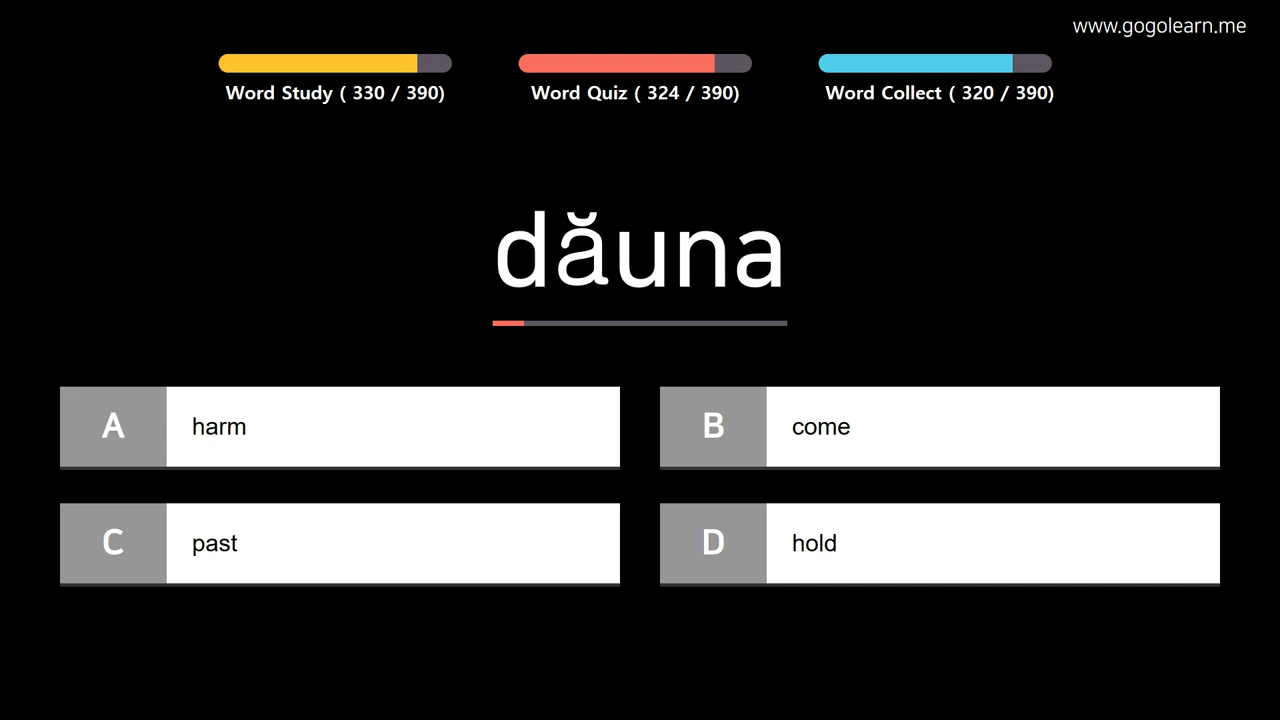 www.gogolearn.me
Word Study ( 330 / 390)
Word Quiz ( 324 / 390)
Word Collect ( 320 / 390)
dăuna
A harm
B come
C past
D hold